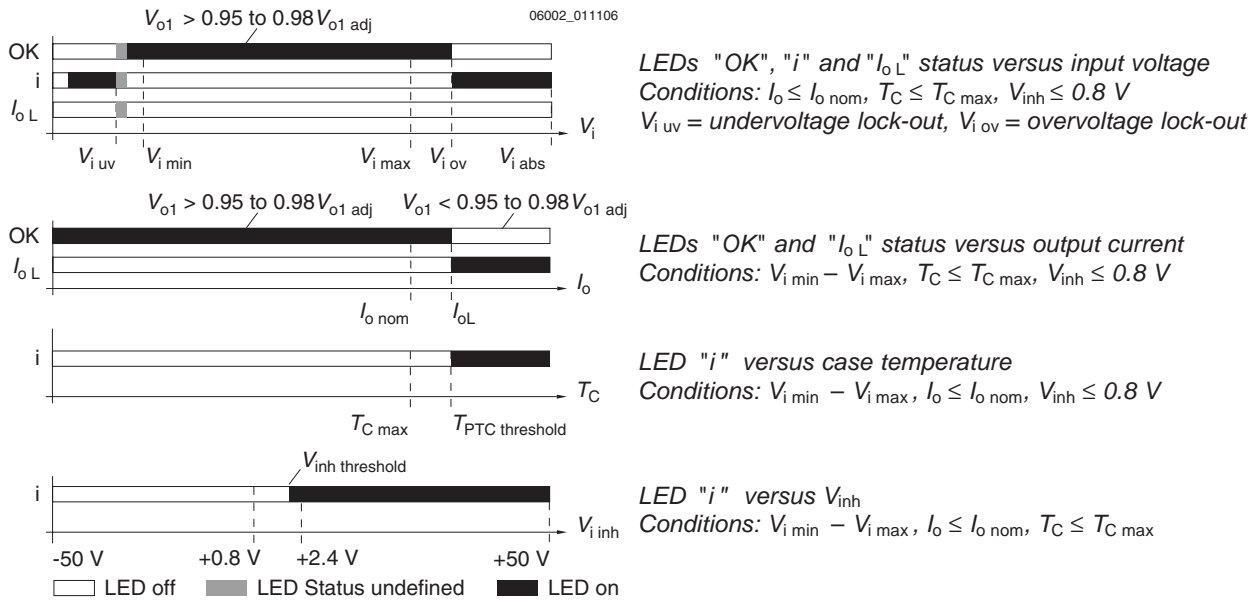 V_o1 > 0.95 to 0.98V_o1 adj
06002_011106
OK
i
I_o L
V_i
V_i uv
V_i min
V_i max
V_i ov
V_i abs
LEDs "OK", "i" and "I_o L" status versus input voltage
Conditions: I_o ≤ I_o nom, T_C ≤ T_C max, V_inh ≤ 0.8 V
V_i uv = undervoltage lock-out, V_i ov = overvoltage lock-out
V_o1 > 0.95 to 0.98V_o1 adj
V_o1 < 0.95 to 0.98V_o1 adj
OK
I_o L
I_o
I_o nom
I_oL
LEDs "OK" and "I_o L" status versus output current
Conditions: V_i min – V_i max, T_C ≤ T_C max, V_inh ≤ 0.8 V
i
T_C
T_C max
T_PTC threshold
LED "i" versus case temperature
Conditions: V_i min – V_i max, I_o ≤ I_o nom, V_inh ≤ 0.8 V
V_inh threshold
i
V_i inh
-50 V
+0.8 V
+2.4 V
+50 V
LED "i" versus V_inh
Conditions: V_i min – V_i max, I_o ≤ I_o nom, T_C ≤ T_C max
LED off
LED Status undefined
LED on